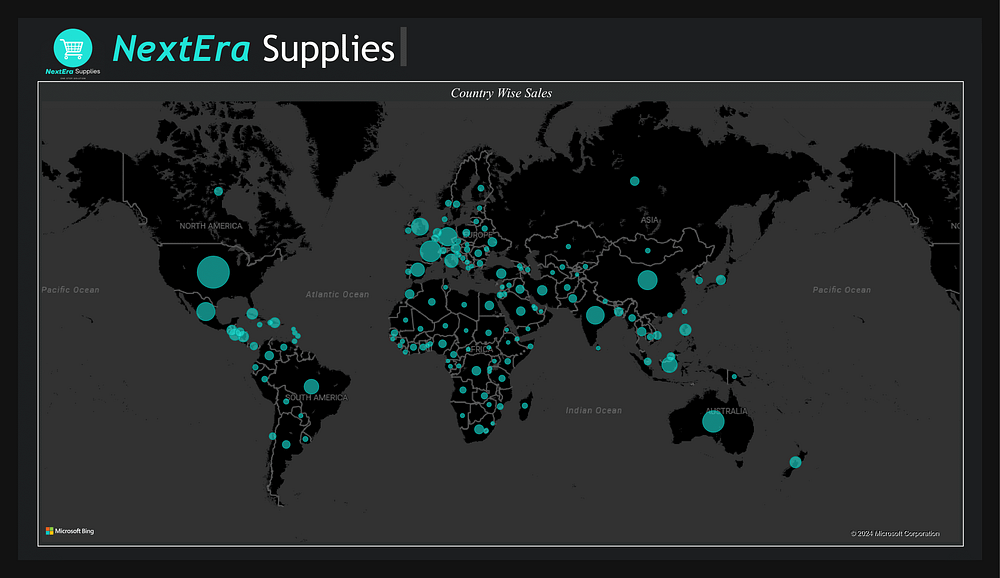 NextEra Supplies
NextEra Supplies
Country Wise Sales
NORTH AMERICA
EUROPE
ASIA
NO
Pacific Ocean
Atlantic Ocean
Pacific Ocean
AFRICA
SOUTH AMERICA
Indian Ocean
AUSTRALIA
Microsoft Bing
© 2024 Microsoft Corporation